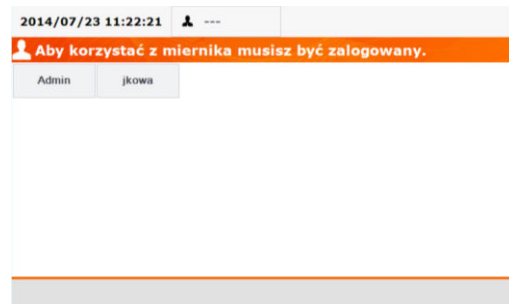 2014/07/23 11:22:21 ---
Aby korzystać z miernika musisz być zalogowany.
Admin jkowa